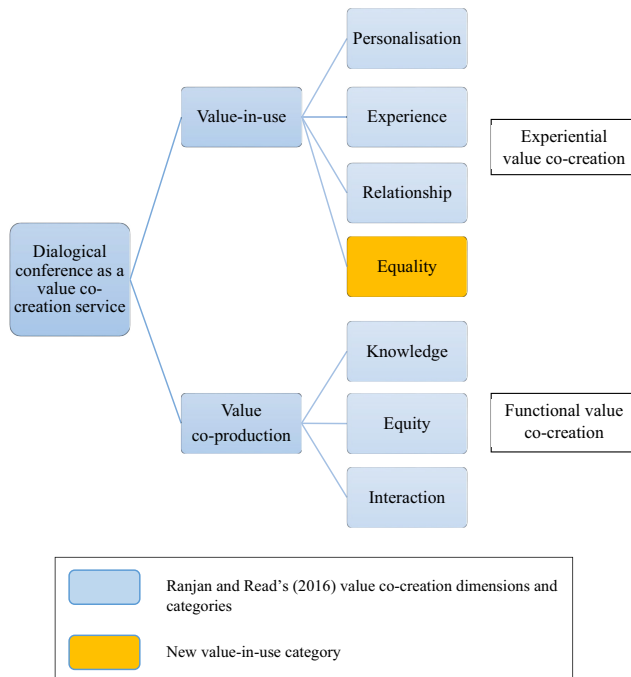 Personalisation
Value-in-use
Experience
Experiential
value co-creation
Relationship
Dialogical
conference as a
value co-
creation service
Equality
Knowledge
Value
co-production
Equity
Functional value
co-creation
Interaction
Ranjan and Read's (2016) value co-creation dimensions and
categories
New value-in-use category